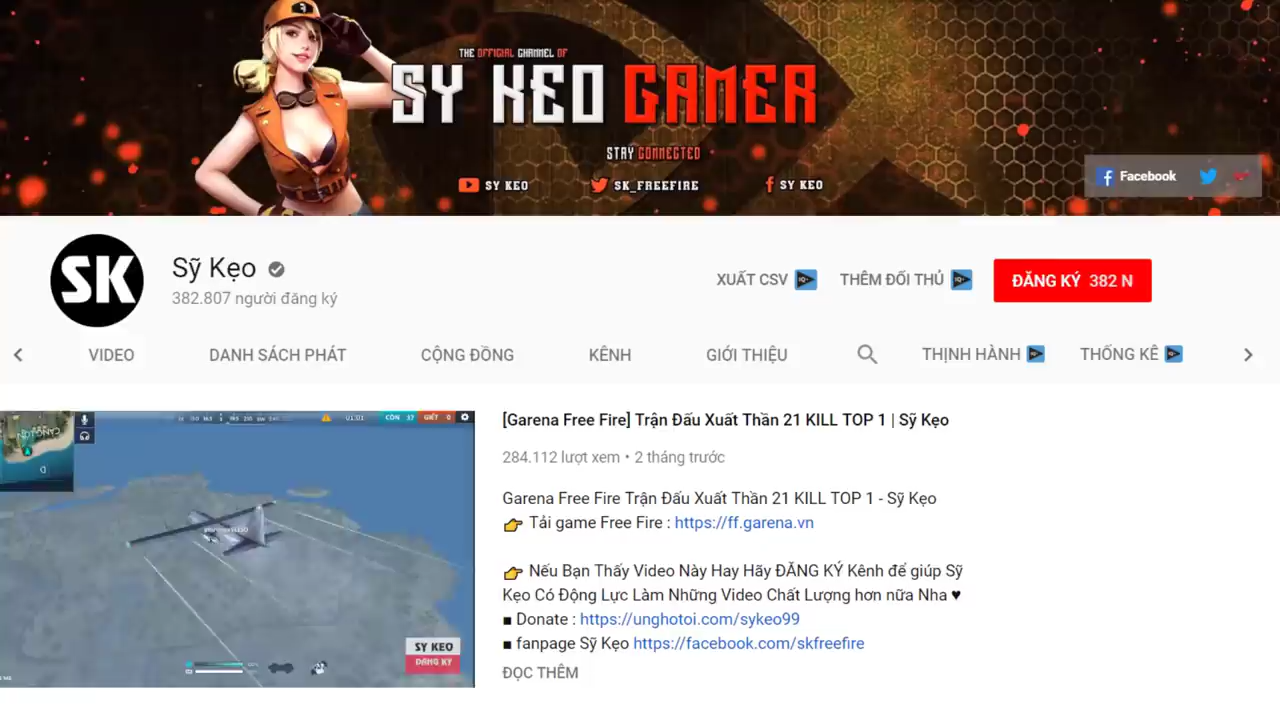 THE OFFICIAL CHANNEL OF
SY KEO GAMER
STAY CONNECTED
SY KEO
SK_FREEFIRE
SY KEO
Facebook
SK
Sỹ Kẹo
382.807 người đăng ký
XUẤT CSV
THÊM ĐỐI THỦ
ĐĂNG KÝ 382 N
VIDEO
DANH SÁCH PHÁT
CỘNG ĐỒNG
KÊNH
GIỚI THIỆU
THỊNH HÀNH
THỐNG KÊ
01:01
CÒN 37
GIẾT 0
SY KEO
ĐĂNG KÝ
[Garena Free Fire] Trận Đấu Xuất Thần 21 KILL TOP 1 | Sỹ Kẹo
284.112 lượt xem • 2 tháng trước
Garena Free Fire Trận Đấu Xuất Thần 21 KILL TOP 1 - Sỹ Kẹo
👉 Tải game Free Fire : https://ff.garena.vn
👉 Nếu Bạn Thấy Video Này Hay Hãy ĐĂNG KÝ Kênh để giúp Sỹ
Kẹo Có Động Lực Làm Những Video Chất Lượng hơn nữa Nha ♥
■ Donate : https://unghotoi.com/sykeo99
■ fanpage Sỹ Kẹo https://facebook.com/skfreefire
ĐỌC THÊM